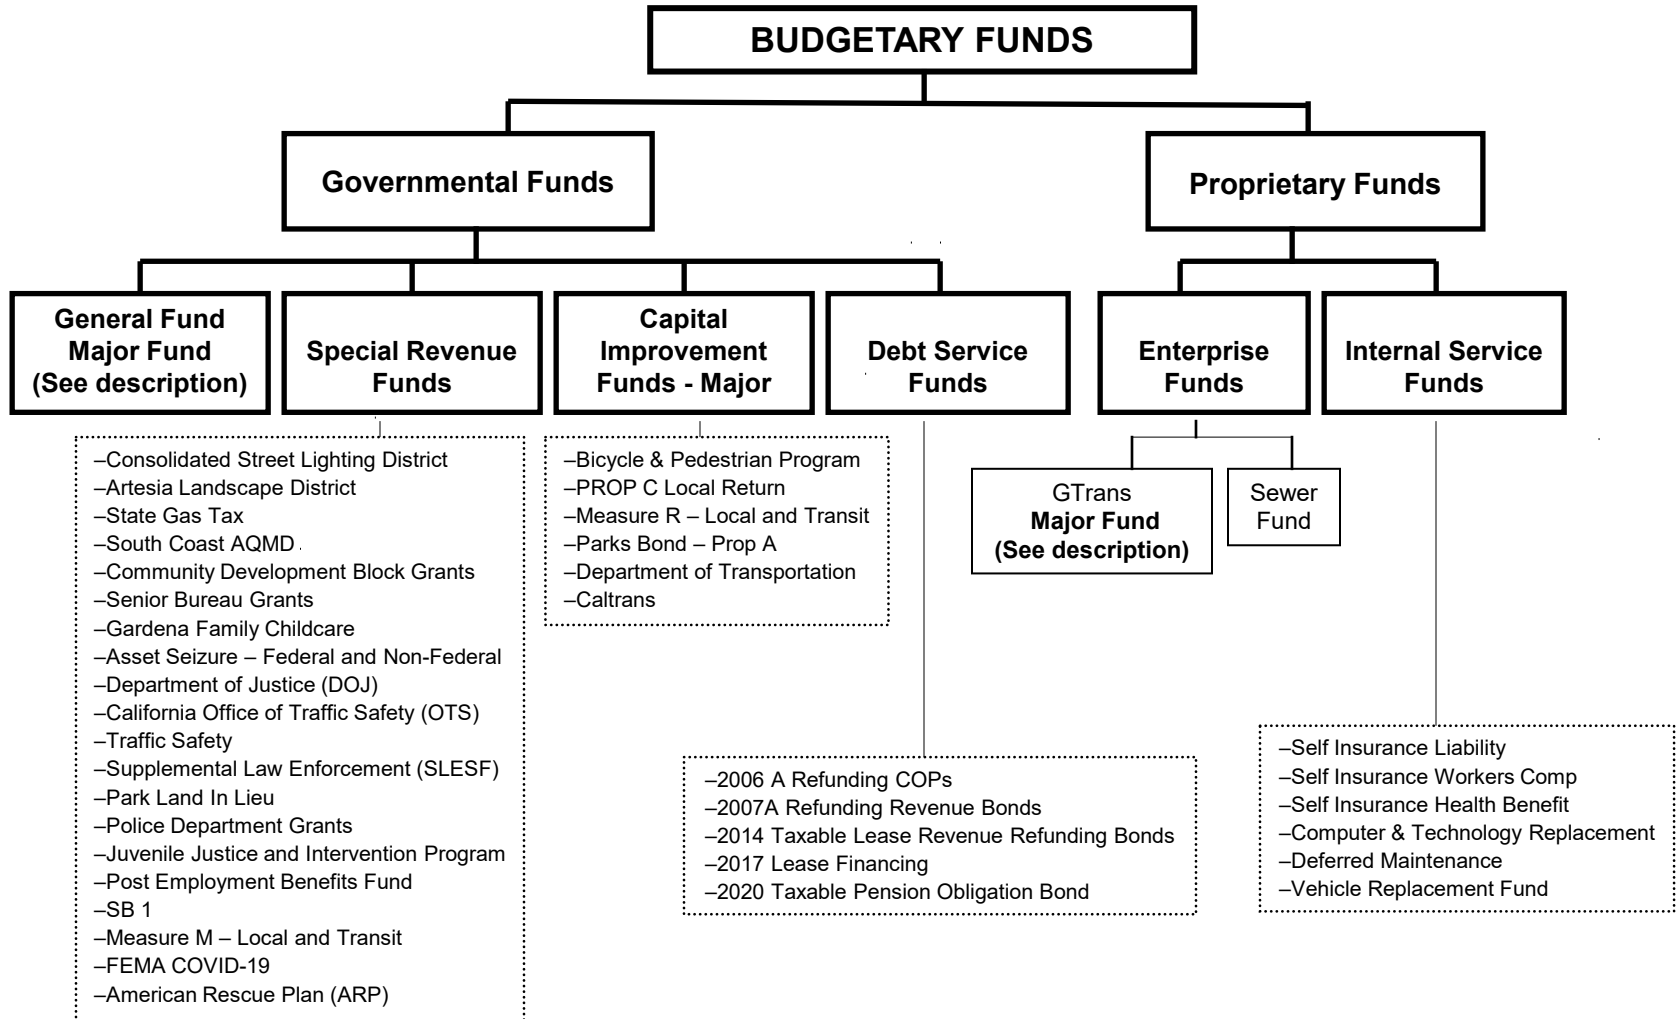 BUDGETARY FUNDS
Governmental Funds
Proprietary Funds
General Fund
Major Fund
(See description)
Special Revenue
Funds
Capital
Improvement
Funds - Major
Debt Service
Funds
Enterprise
Funds
Internal Service
Funds
–Consolidated Street Lighting District
–Artesia Landscape District
–State Gas Tax
–South Coast AQMD
–Community Development Block Grants
–Senior Bureau Grants
–Gardena Family Childcare
–Asset Seizure – Federal and Non-Federal
–Department of Justice (DOJ)
–California Office of Traffic Safety (OTS)
–Traffic Safety
–Supplemental Law Enforcement (SLESF)
–Park Land In Lieu
–Police Department Grants
–Juvenile Justice and Intervention Program
–Post Employment Benefits Fund
–SB 1
–Measure M – Local and Transit
–FEMA COVID-19
–American Rescue Plan (ARP)
–Bicycle & Pedestrian Program
–PROP C Local Return
–Measure R – Local and Transit
–Parks Bond – Prop A
–Department of Transportation
–Caltrans
–2006 A Refunding COPs
–2007A Refunding Revenue Bonds
–2014 Taxable Lease Revenue Refunding Bonds
–2017 Lease Financing
–2020 Taxable Pension Obligation Bond
GTrans
Major Fund
(See description)
Sewer
Fund
–Self Insurance Liability
–Self Insurance Workers Comp
–Self Insurance Health Benefit
–Computer & Technology Replacement
–Deferred Maintenance
–Vehicle Replacement Fund